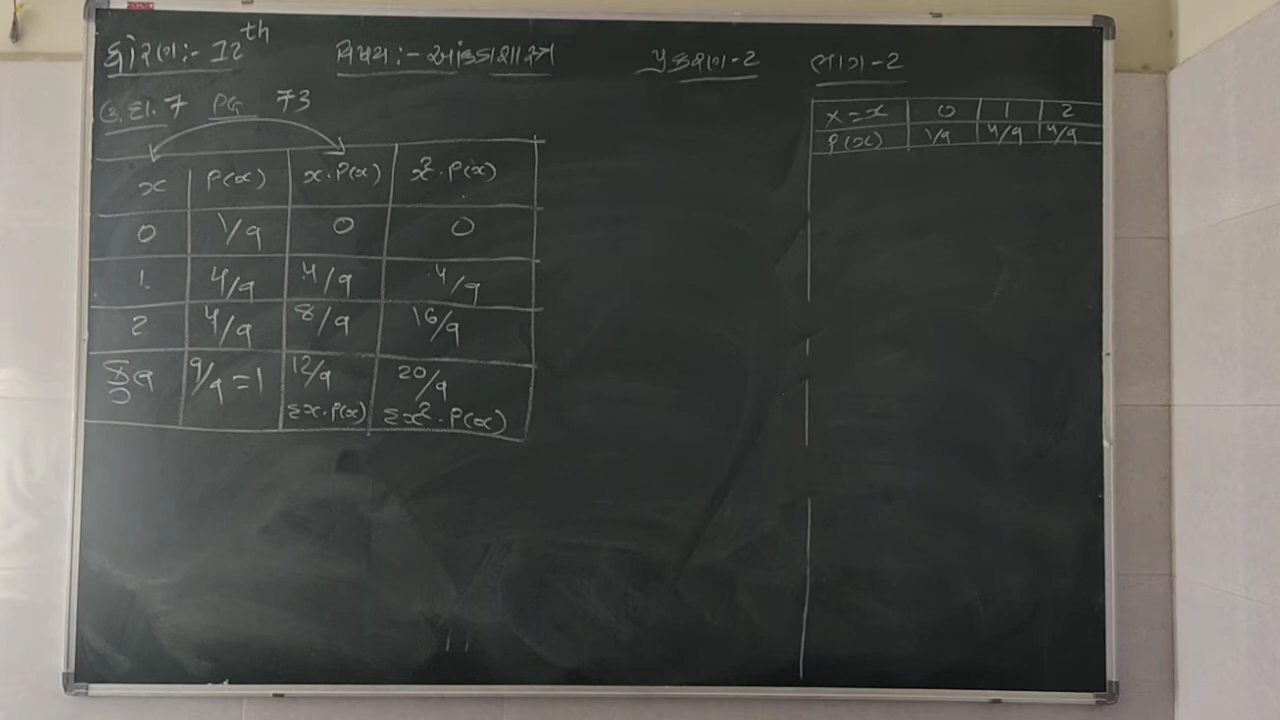 ધોરણ:- 12th વિષય:- આંકડાશાસ્ત્ર પ્રકરણ-2 ભાગ-2
ઉદા. 7 PG 73
x P(x) x·P(x) x²·P(x)
0 1/9 0 0
1 4/9 4/9 4/9
2 4/9 8/9 16/9
9/9 = 1 12/9 20/9
Σx·P(x) Σx²·P(x)
X=x 0 1 2
P(x) 1/9 4/9 4/9